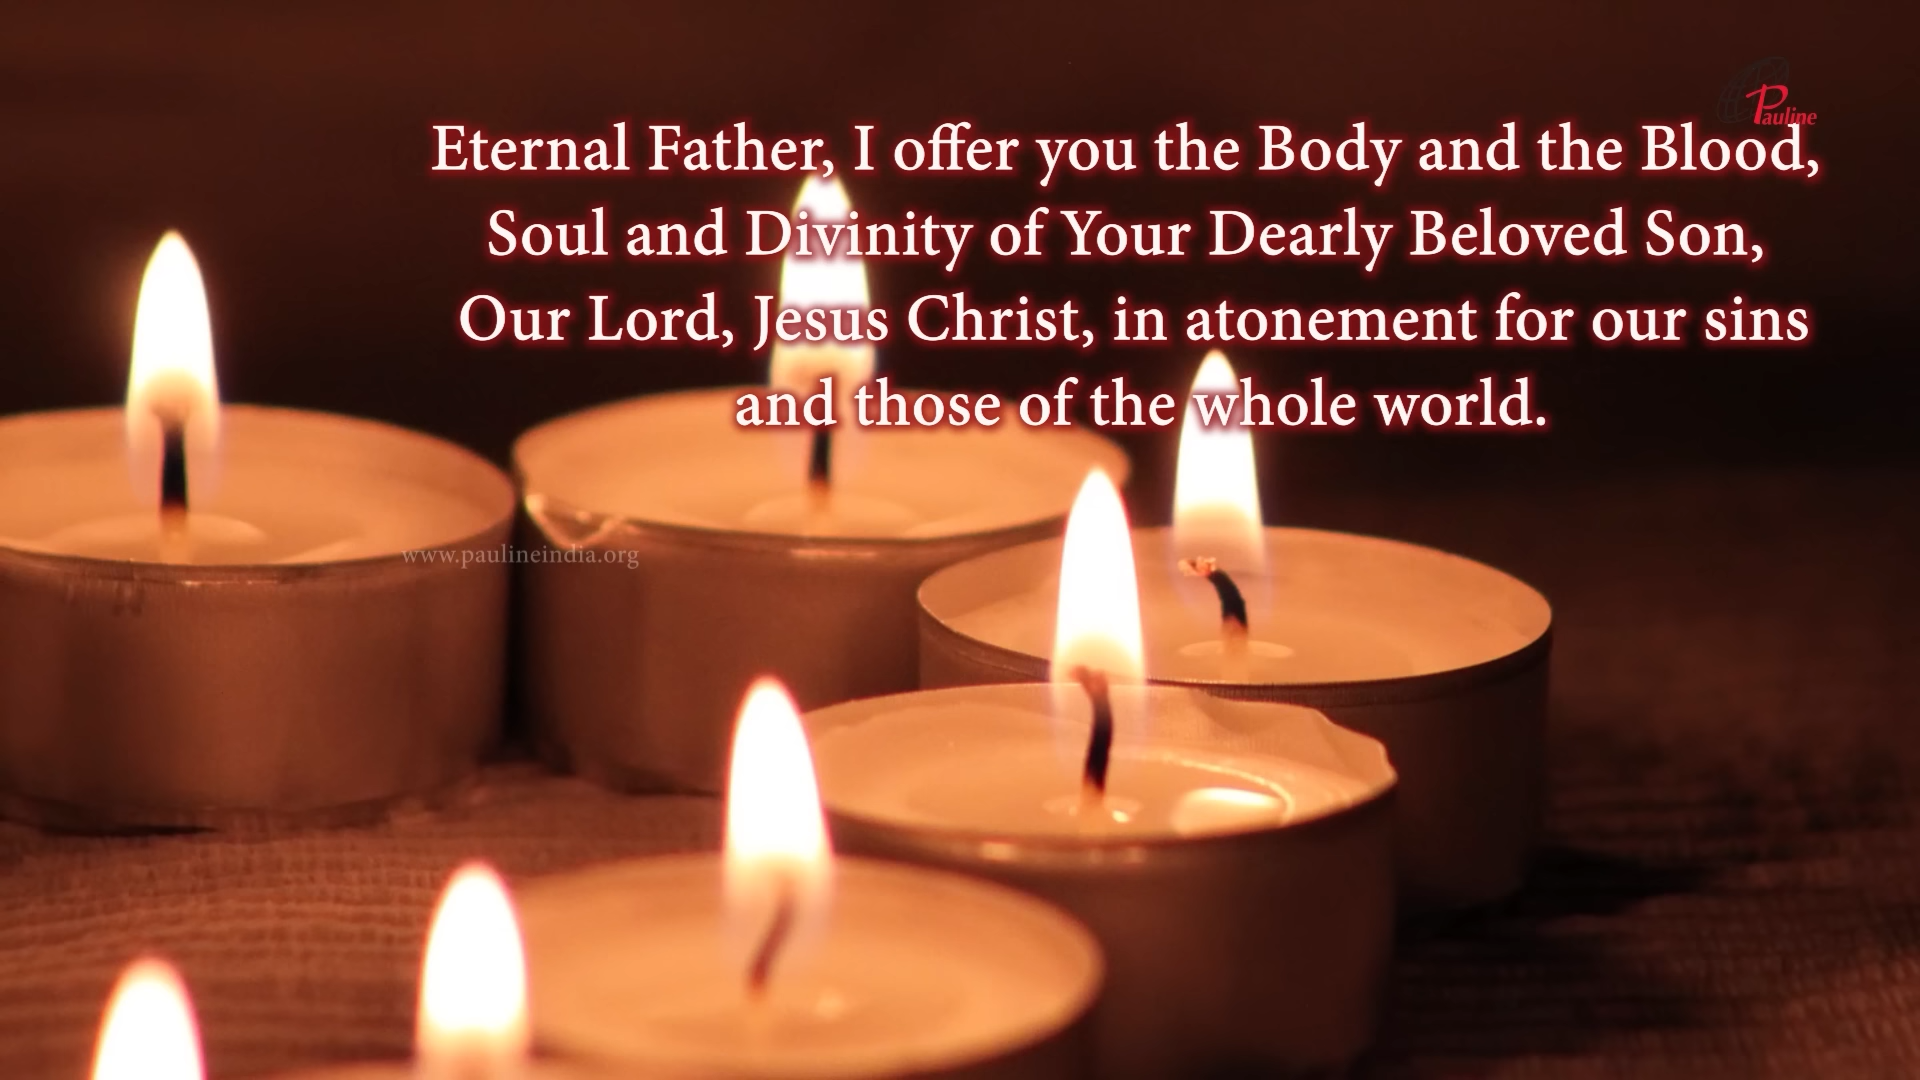 Pauline
Eternal Father, I offer you the Body and the Blood,
Soul and Divinity of Your Dearly Beloved Son,
Our Lord, Jesus Christ, in atonement for our sins
and those of the whole world.
www.paulineindia.org